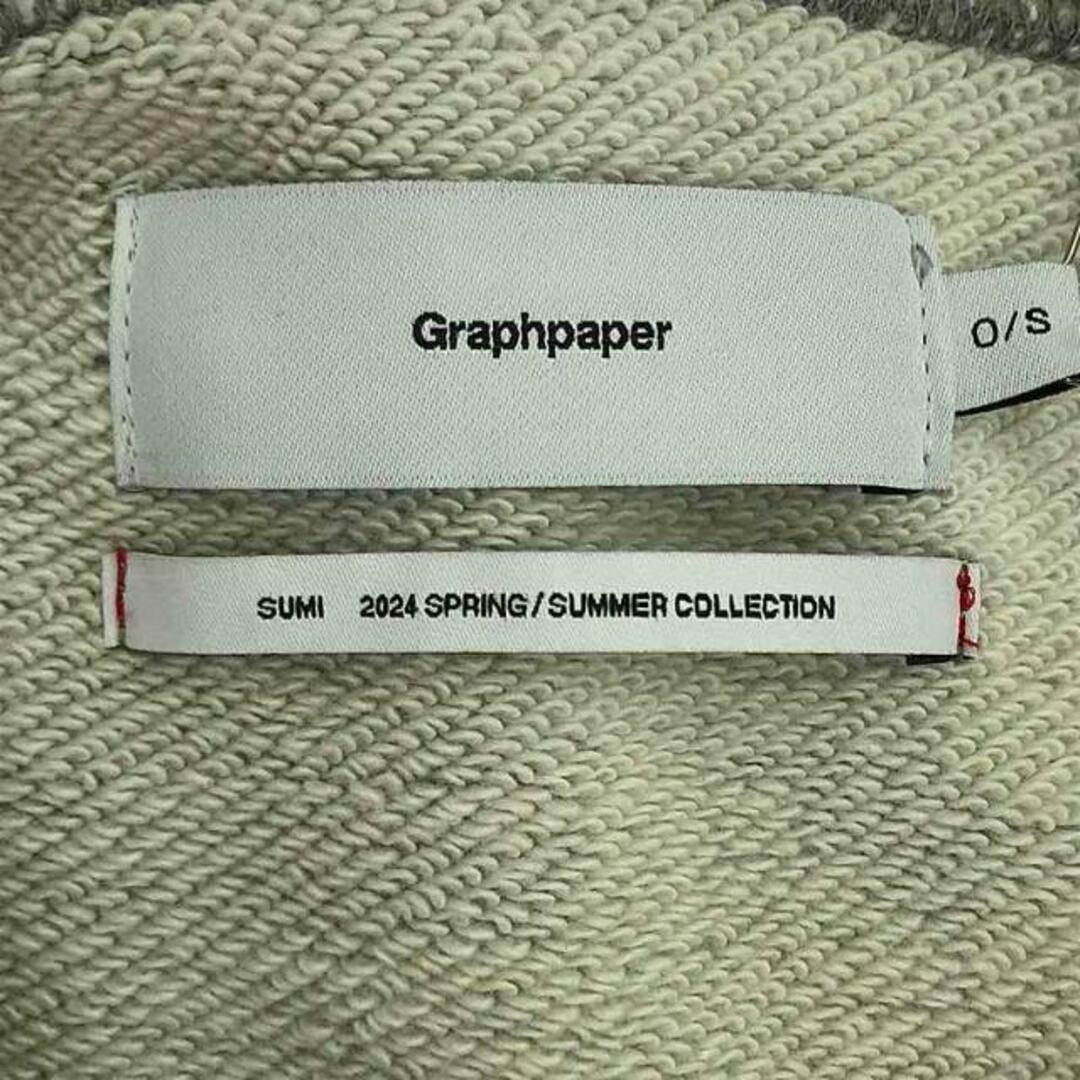 Graphpaper
O/S
SUMI 2024 SPRING/SUMMER COLLECTION